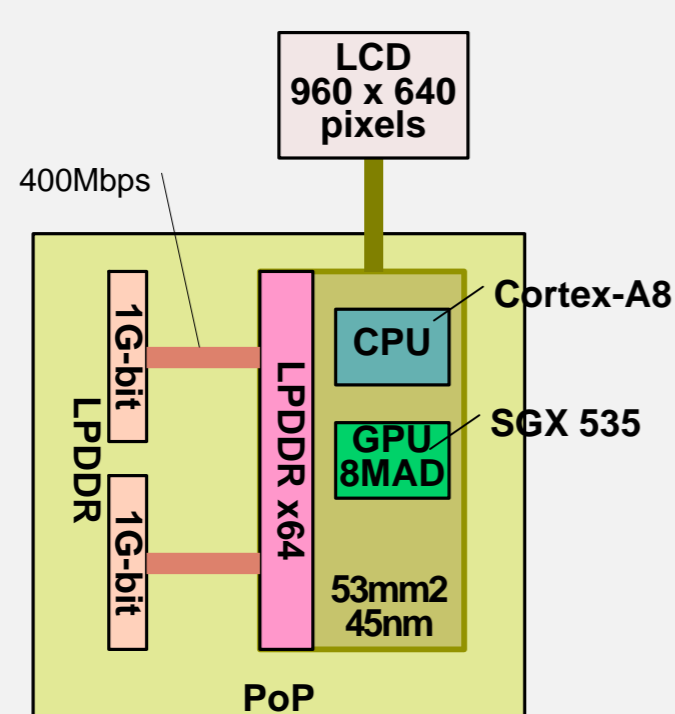 LCD
960 x 640
pixels
400Mbps
Cortex-A8
CPU
1G-bit
LPDDR
LPDDR x64
SGX 535
GPU
8MAD
1G-bit
53mm2
45nm
PoP